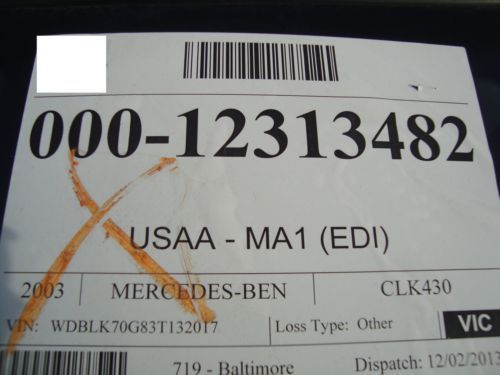 000-12313482
USAA - MA1 (EDI)
2003 MERCEDES-BEN CLK430
VIN: WDBLK70G83T132017 Loss Type: Other VIC
719 - Baltimore Dispatch: 12/02/2013